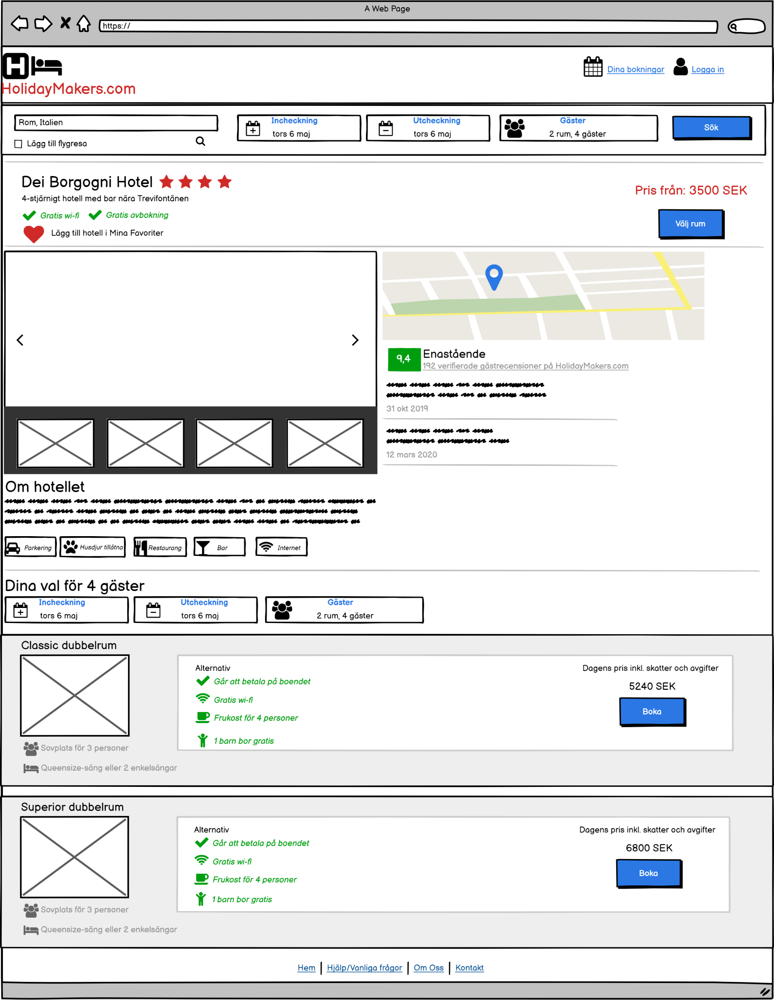 A Web Page
https://
H
HolidayMakers.com
Dina bokningar
Logga in
Rom, Italien
Lägg till flygresa
Incheckning
tors 6 maj
Utcheckning
tors 6 maj
Gäster
2 rum, 4 gäster
Sök
Dei Borgogni Hotel
4-stjärnigt hotell med bar nära Trevifontänen
Gratis wi-fi
Gratis avbokning
Lägg till hotell i Mina Favoriter
Pris från: 3500 SEK
Välj rum
9,4
Enastående
192 verifierade gästrecensioner på HolidayMakers.com
31 okt 2019
12 mars 2020
Om hotellet
Parkering
Husdjur tillåtna
Restaurang
Bar
Internet
Dina val för 4 gäster
Incheckning
tors 6 maj
Utcheckning
tors 6 maj
Gäster
2 rum, 4 gäster
Classic dubbelrum
Sovplats för 3 personer
Queensize-säng eller 2 enkelsängar
Alternativ
Går att betala på boendet
Gratis wi-fi
Frukost för 4 personer
1 barn bor gratis
Dagens pris inkl. skatter och avgifter
5240 SEK
Boka
Superior dubbelrum
Sovplats för 3 personer
Queensize-säng eller 2 enkelsängar
Alternativ
Går att betala på boendet
Gratis wi-fi
Frukost för 4 personer
1 barn bor gratis
Dagens pris inkl. skatter och avgifter
6800 SEK
Boka
Hem
Hjälp/Vanliga frågor
Om Oss
Kontakt